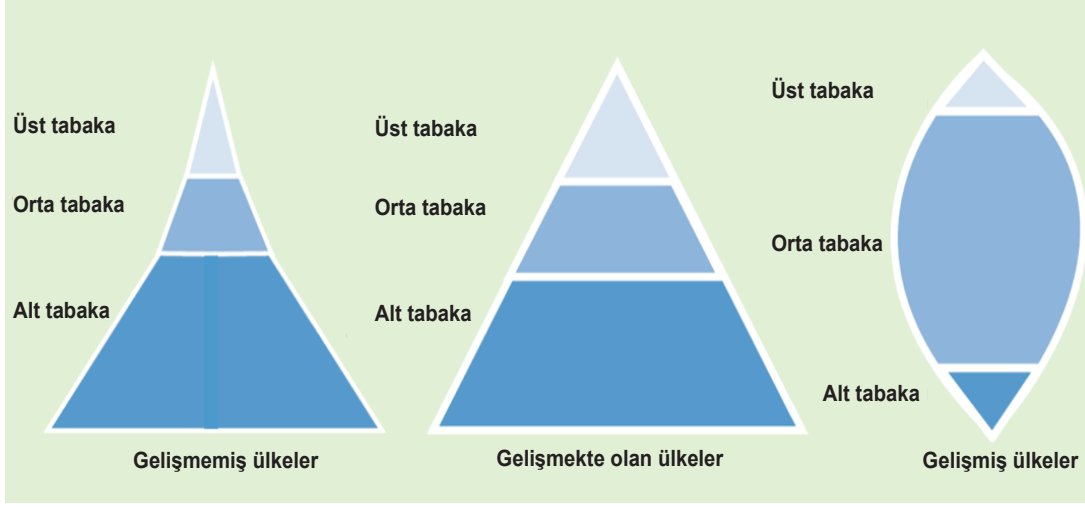 Üst tabaka
Orta tabaka
Alt tabaka
Gelişmemiş ülkeler
Üst tabaka
Orta tabaka
Alt tabaka
Gelişmekte olan ülkeler
Üst tabaka
Orta tabaka
Alt tabaka
Gelişmiş ülkeler